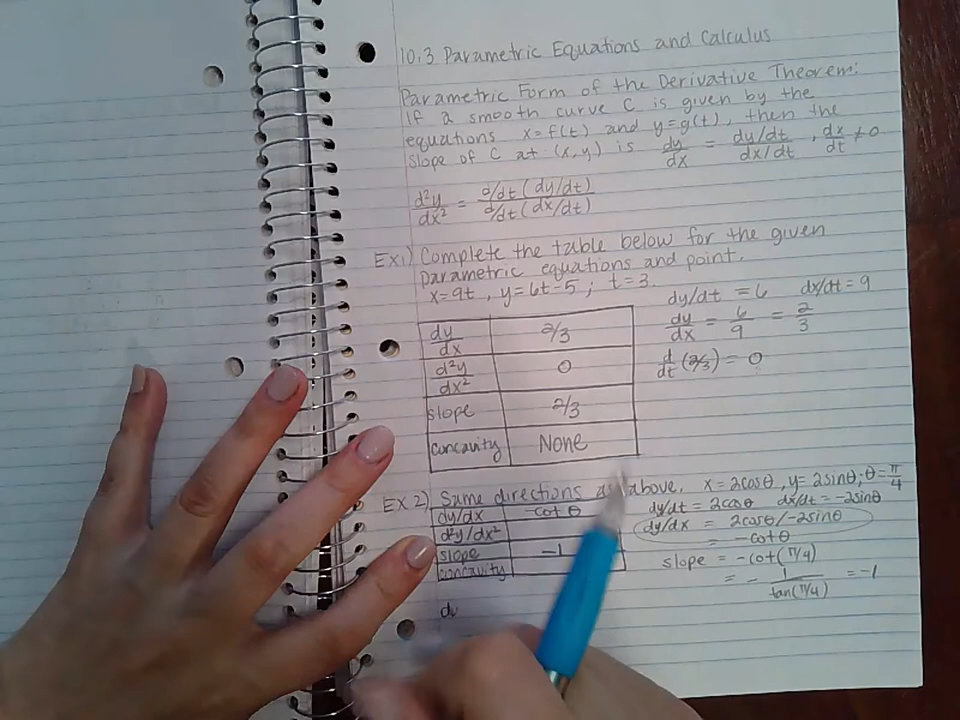 10.3 Parametric Equations and Calculus
Parametric Form of the Derivative Theorem:
If a smooth curve C is given by the
equations x=f(t) and y=g(t), then the
slope of C at (x,y) is dy/dx = (dy/dt)/(dx/dt), dx/dt ≠ 0
d²y/dx² = d/dt(dy/dt) / d/dt(dx/dt)
EX1) Complete the table below for the given
parametric equations and point.
x=9t, y=6t-5; t=3.
dy/dt = 6 dx/dt = 9
dy/dx = 6/9 = 2/3
d/dt(2/3) = 0
dy/dx 2/3
d²y/dx² 0
slope 2/3
concavity None
EX 2) Same directions as above. x=2cosθ, y=2sinθ; θ=π/4
dy/dt = 2cosθ dx/dt = -2sinθ
dy/dx = 2cosθ/-2sinθ
= -cotθ
slope = -cot(π/4)
= - 1/tan(π/4) = -1
dy/dx -cot θ
d²y/dx²
slope -1
concavity
dy